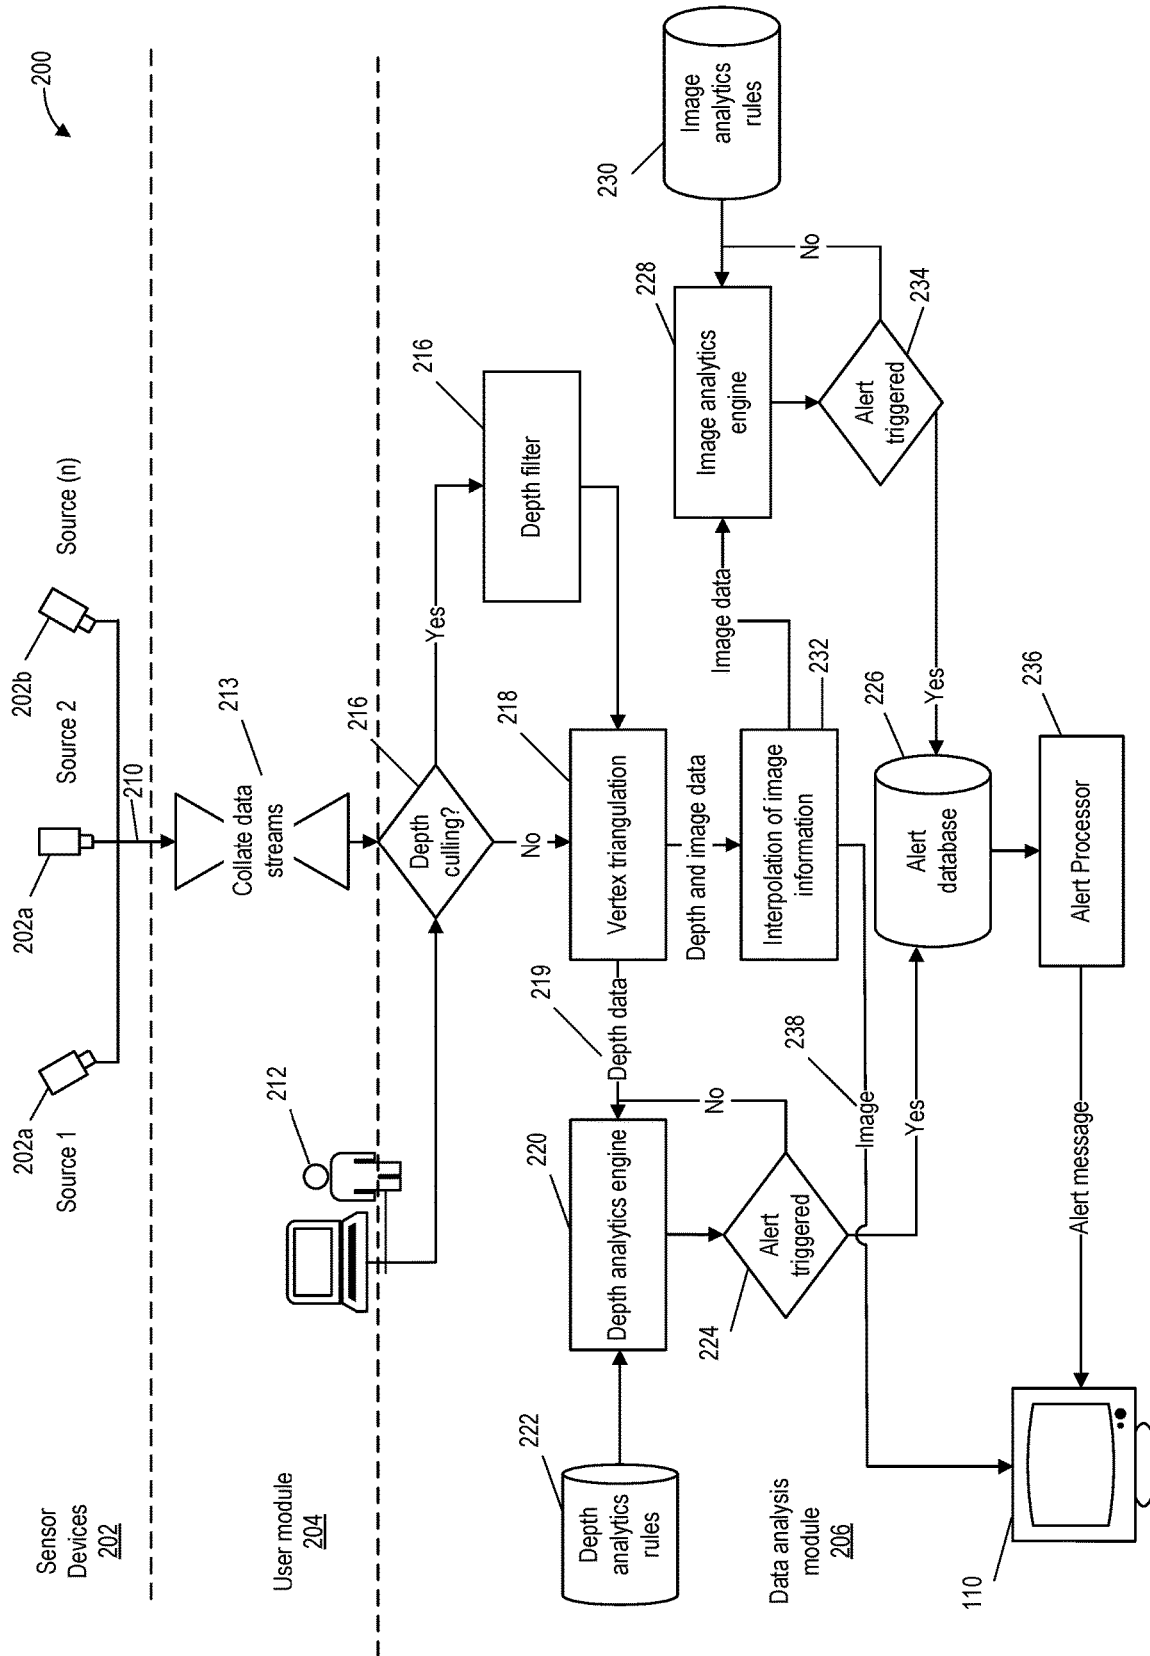 200
Sensor
Devices
202
202a
Source 1
202a
Source 2
202b
Source (n)
210
User module
204
212
213
Collate data
streams
216
Depth
culling?
Yes
No
216
Depth filter
222
Depth
analytics
rules
220
Depth analytics engine
219
Depth data
218
Vertex triangulation
Depth and image data
Data analysis
module
206
224
Alert
triggered
No
Yes
232
Interpolation of image
information
Image data
228
Image analytics
engine
230
Image
analytics
rules
No
234
Alert
triggered
Yes
238
Image
226
Alert
database
236
Alert Processor
Alert message
110